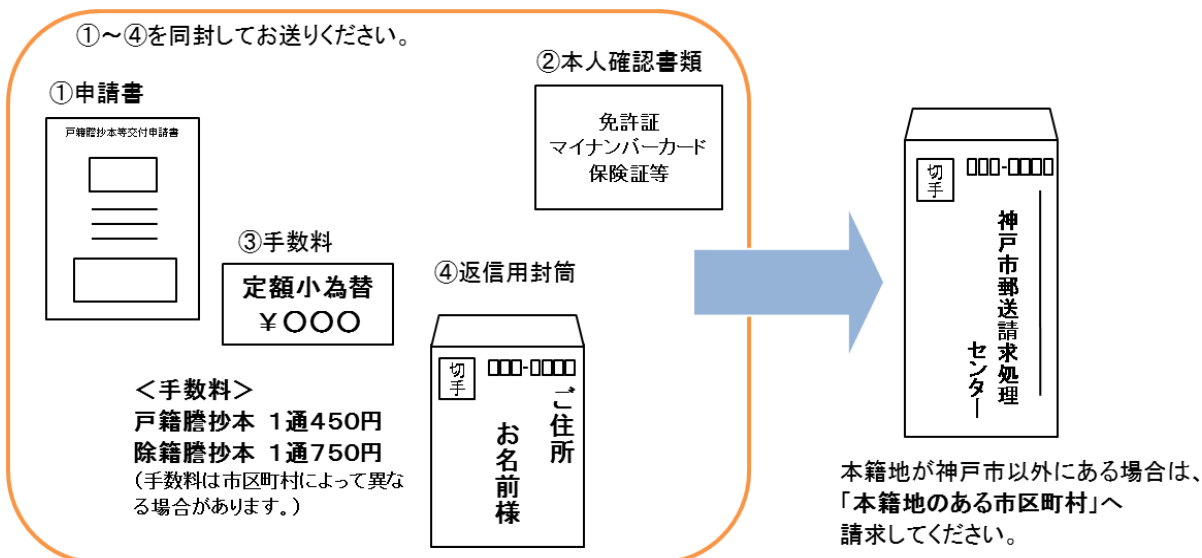 ①～④を同封してお送りください。
①申請書
戸籍謄抄本等交付申請書
②本人確認書類
免許証
マイナンバーカード
保険証等
③手数料
定額小為替
￥〇〇〇
＜手数料＞
戸籍謄抄本 1通450円
除籍謄抄本 1通750円
（手数料は市区町村によって異な
る場合があります。）
④返信用封筒
切手
ご住所
お名前様
切手
神戸市郵送請求処理
センター
本籍地が神戸市以外にある場合は、
「本籍地のある市区町村」へ
請求してください。